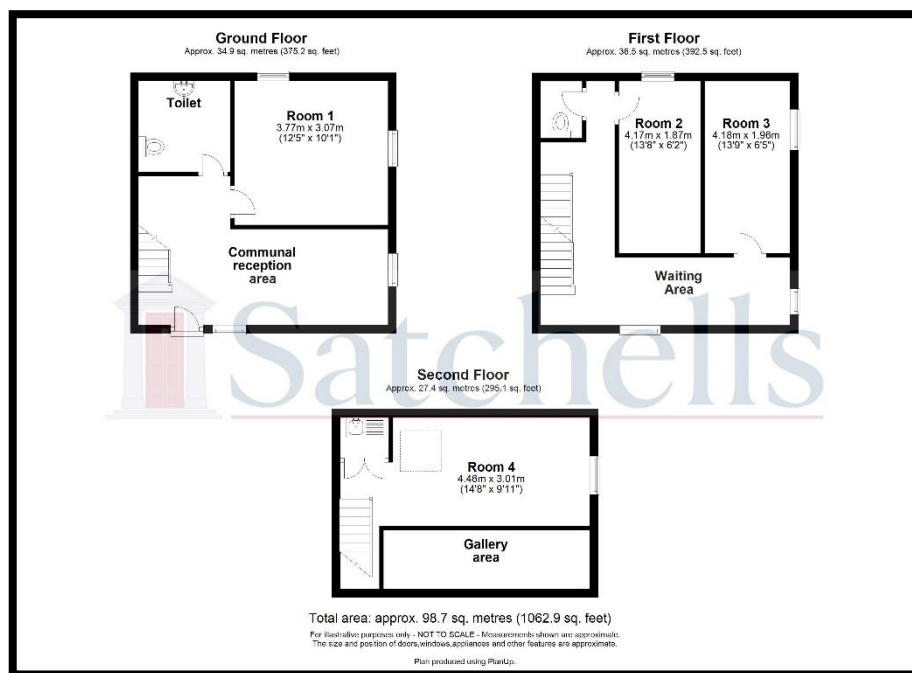 Ground Floor
Approx. 34.9 sq. metres (375.2 sq. feet)
Toilet
Room 1
3.77m x 3.07m
(12'5" x 10'1")
Communal
reception
area
First Floor
Approx. 36.5 sq. metres (392.5 sq. feet)
Room 2
4.17m x 1.87m
(13'8" x 6'2")
Room 3
4.18m x 1.96m
(13'9" x 6'5")
Waiting
Area
Satchells
Second Floor
Approx. 27.4 sq. metres (295.1 sq. feet)
Room 4
4.46m x 3.01m
(14'8" x 9'11")
Gallery
area
Total area: approx. 98.7 sq. metres (1062.9 sq. feet)
For illustrative purposes only - NOT TO SCALE - Measurements shown are approximate.
The size and position of doors,windows,appliances and other features are approximate.
Plan produced using PlanUp.